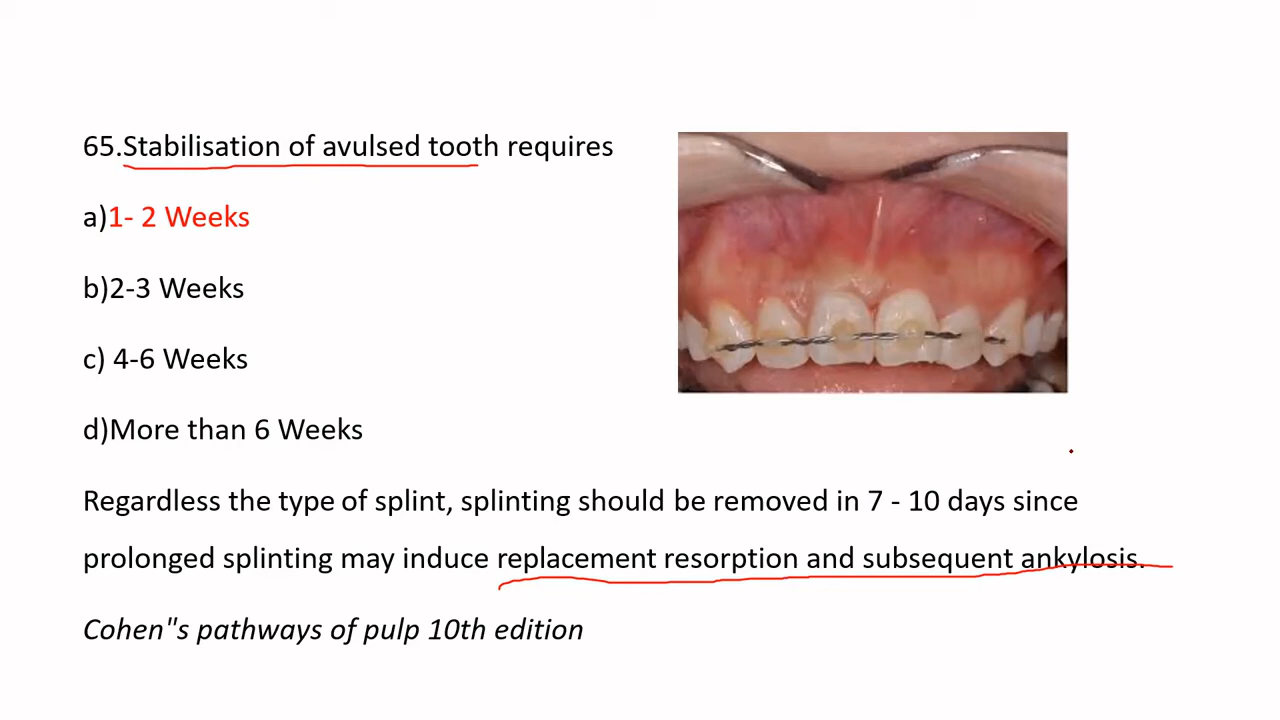 65.Stabilisation of avulsed tooth requires
a)1- 2 Weeks
b)2-3 Weeks
c) 4-6 Weeks
d)More than 6 Weeks
Regardless the type of splint, splinting should be removed in 7 - 10 days since
prolonged splinting may induce replacement resorption and subsequent ankylosis.
Cohen"s pathways of pulp 10th edition